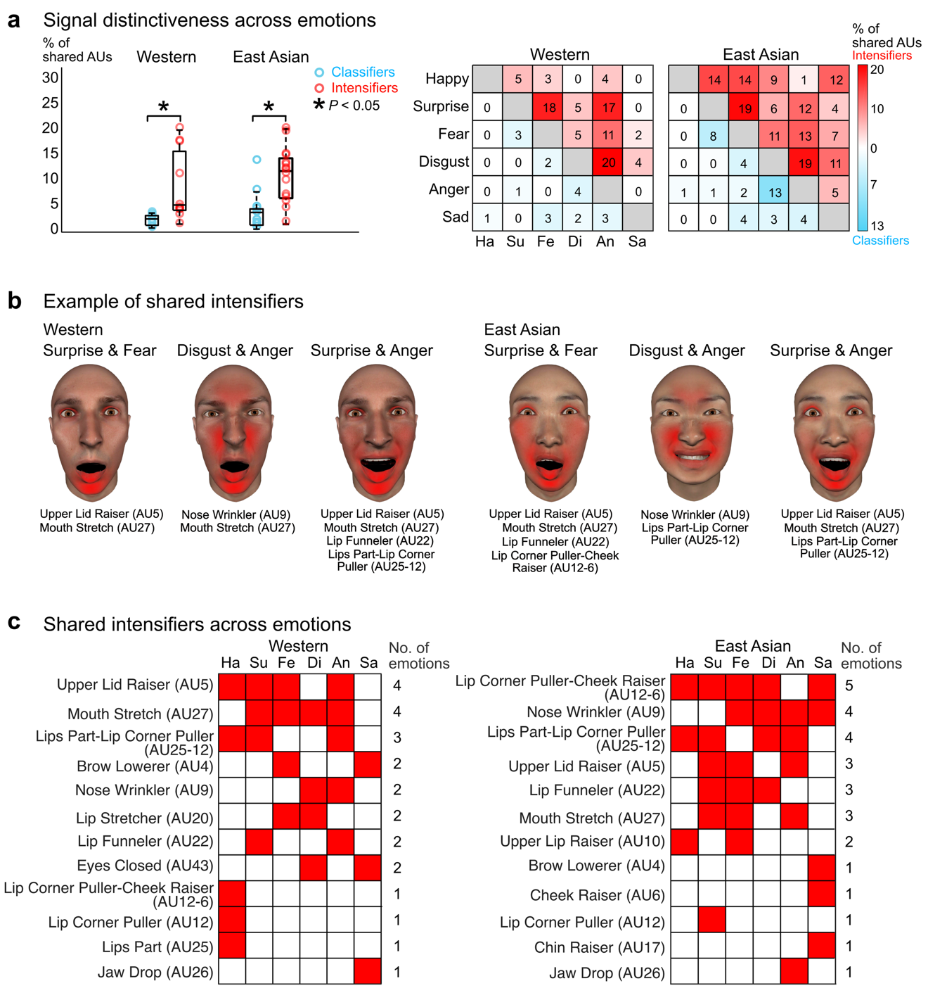 a Signal distinctiveness across emotions
% of
shared AUs
Western
East Asian
30
25
20
15
10
5
0
*
*
Classifiers
Intensifiers
* P < 0.05
Western
East Asian
% of
shared AUs
Intensifiers
Happy 5 3 0 4 0 14 14 9 1 12
Surprise 0 18 5 17 0 0 19 6 12 4
Fear 0 3 5 11 2 0 8 11 13 7
Disgust 0 0 2 20 4 0 0 4 19 11
Anger 0 1 0 4 0 1 1 2 13 5
Sad 1 0 3 2 3 0 0 4 3 4
Ha Su Fe Di An Sa
20
10
0
7
13
Classifiers
b Example of shared intensifiers
Western
Surprise & Fear
Disgust & Anger
Surprise & Anger
East Asian
Surprise & Fear
Disgust & Anger
Surprise & Anger
Upper Lid Raiser (AU5)
Mouth Stretch (AU27)
Nose Wrinkler (AU9)
Mouth Stretch (AU27)
Upper Lid Raiser (AU5)
Mouth Stretch (AU27)
Lip Funneler (AU22)
Lips Part-Lip Corner
Puller (AU25-12)
Upper Lid Raiser (AU5)
Mouth Stretch (AU27)
Lip Funneler (AU22)
Lip Corner Puller-Cheek
Raiser (AU12-6)
Nose Wrinkler (AU9)
Lips Part-Lip Corner
Puller (AU25-12)
Upper Lid Raiser (AU5)
Mouth Stretch (AU27)
Lips Part-Lip Corner
Puller (AU25-12)
c Shared intensifiers across emotions
Western
Ha Su Fe Di An Sa
No. of
emotions
Upper Lid Raiser (AU5) 4
Mouth Stretch (AU27) 4
Lips Part-Lip Corner Puller
(AU25-12) 3
Brow Lowerer (AU4) 2
Nose Wrinkler (AU9) 2
Lip Stretcher (AU20) 2
Lip Funneler (AU22) 2
Eyes Closed (AU43) 2
Lip Corner Puller-Cheek Raiser
(AU12-6) 1
Lip Corner Puller (AU12) 1
Lips Part (AU25) 1
Jaw Drop (AU26) 1
East Asian
Ha Su Fe Di An Sa
No. of
emotions
Lip Corner Puller-Cheek Raiser
(AU12-6) 5
Nose Wrinkler (AU9) 4
Lips Part-Lip Corner Puller
(AU25-12) 4
Upper Lid Raiser (AU5) 3
Lip Funneler (AU22) 3
Mouth Stretch (AU27) 3
Upper Lip Raiser (AU10) 2
Brow Lowerer (AU4) 1
Cheek Raiser (AU6) 1
Lip Corner Puller (AU12) 1
Chin Raiser (AU17) 1
Jaw Drop (AU26) 1